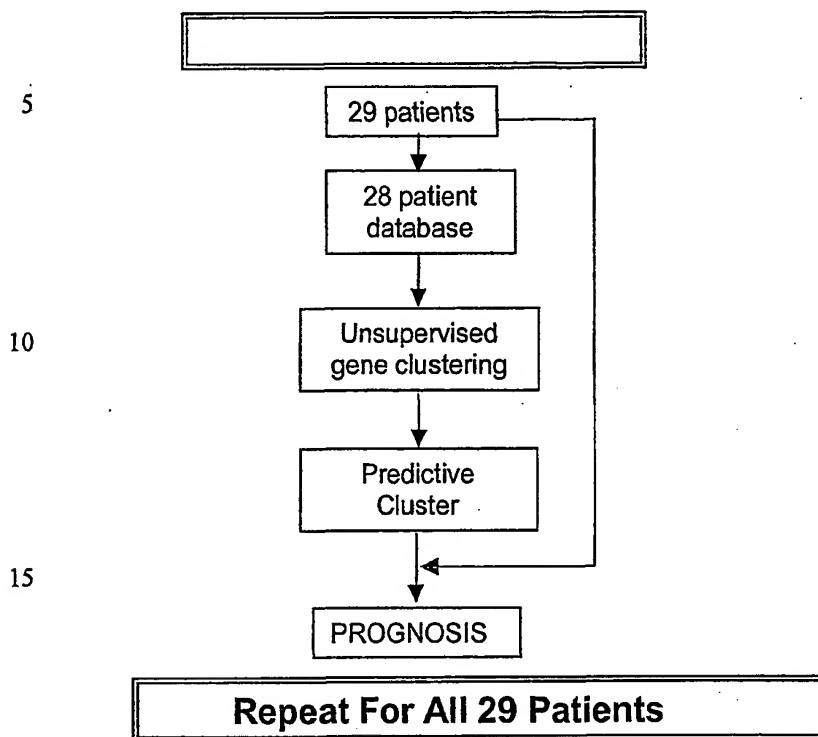 5
29 patients
28 patient
database
10
Unsupervised
gene clustering
Predictive
Cluster
15
PROGNOSIS
Repeat For All 29 Patients